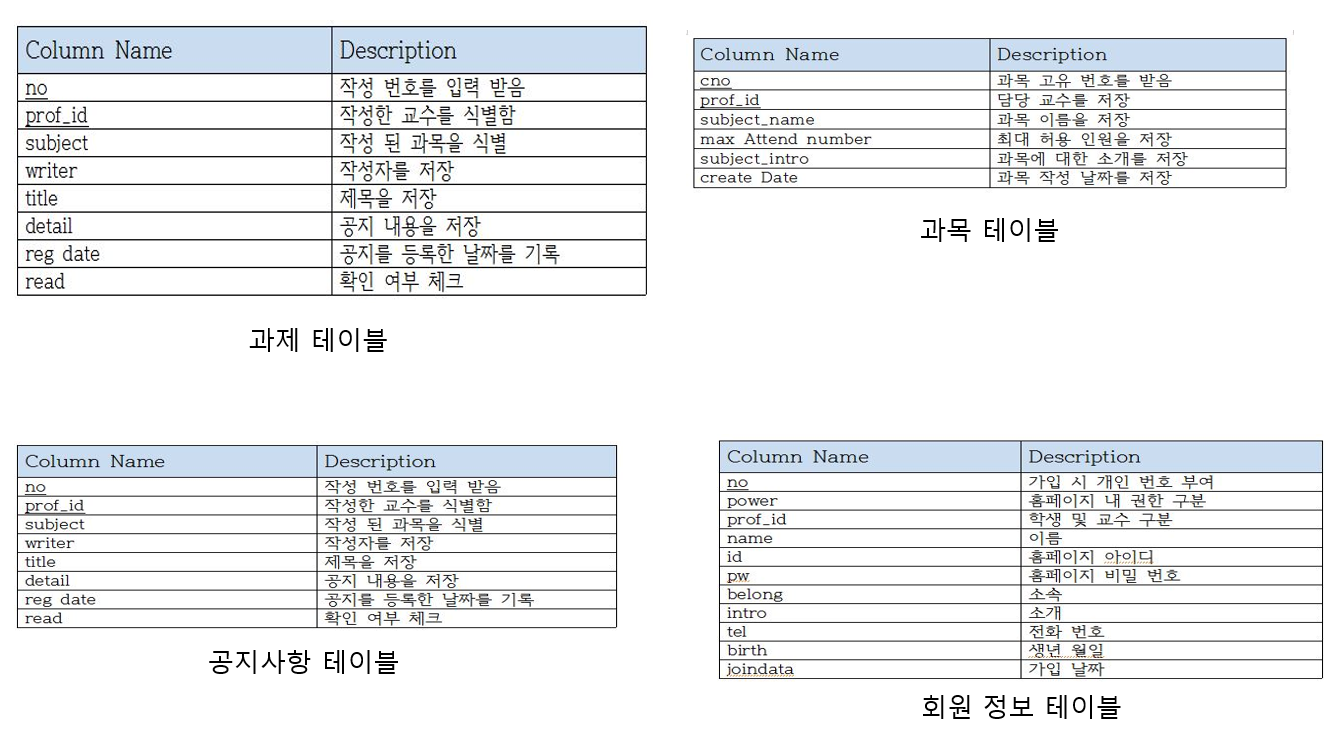 Column Name Description
no 작성 번호를 입력 받음
prof_id 작성한 교수를 식별함
subject 작성 된 과목을 식별
writer 작성자를 저장
title 제목을 저장
detail 공지 내용을 저장
reg date 공지를 등록한 날짜를 기록
read 확인 여부 체크
과제 테이블
Column Name Description
cno 과목 고유 번호를 받음
prof_id 담당 교수를 저장
subject_name 과목 이름을 저장
max Attend number 최대 허용 인원을 저장
subject_intro 과목에 대한 소개를 저장
create Date 과목 작성 날짜를 저장
과목 테이블
Column Name Description
no 작성 번호를 입력 받음
prof_id 작성한 교수를 식별함
subject 작성 된 과목을 식별
writer 작성자를 저장
title 제목을 저장
detail 공지 내용을 저장
reg date 공지를 등록한 날짜를 기록
read 확인 여부 체크
공지사항 테이블
Column Name Description
no 가입 시 개인 번호 부여
power 홈페이지 내 권한 구분
prof_id 학생 및 교수 구분
name 이름
id 홈페이지 아이디
pw 홈페이지 비밀 번호
belong 소속
intro 소개
tel 전화 번호
birth 생년 월일
joindata 가입 날짜
회원 정보 테이블